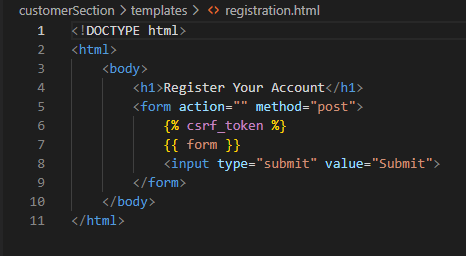 customerSection > templates > <> registration.html
1 <!DOCTYPE html>
2 <html>
3     <body>
4         <h1>Register Your Account</h1>
5         <form action="" method="post">
6             {% csrf_token %}
7             {{ form }}
8             <input type="submit" value="Submit">
9         </form>
10     </body>
11 </html>